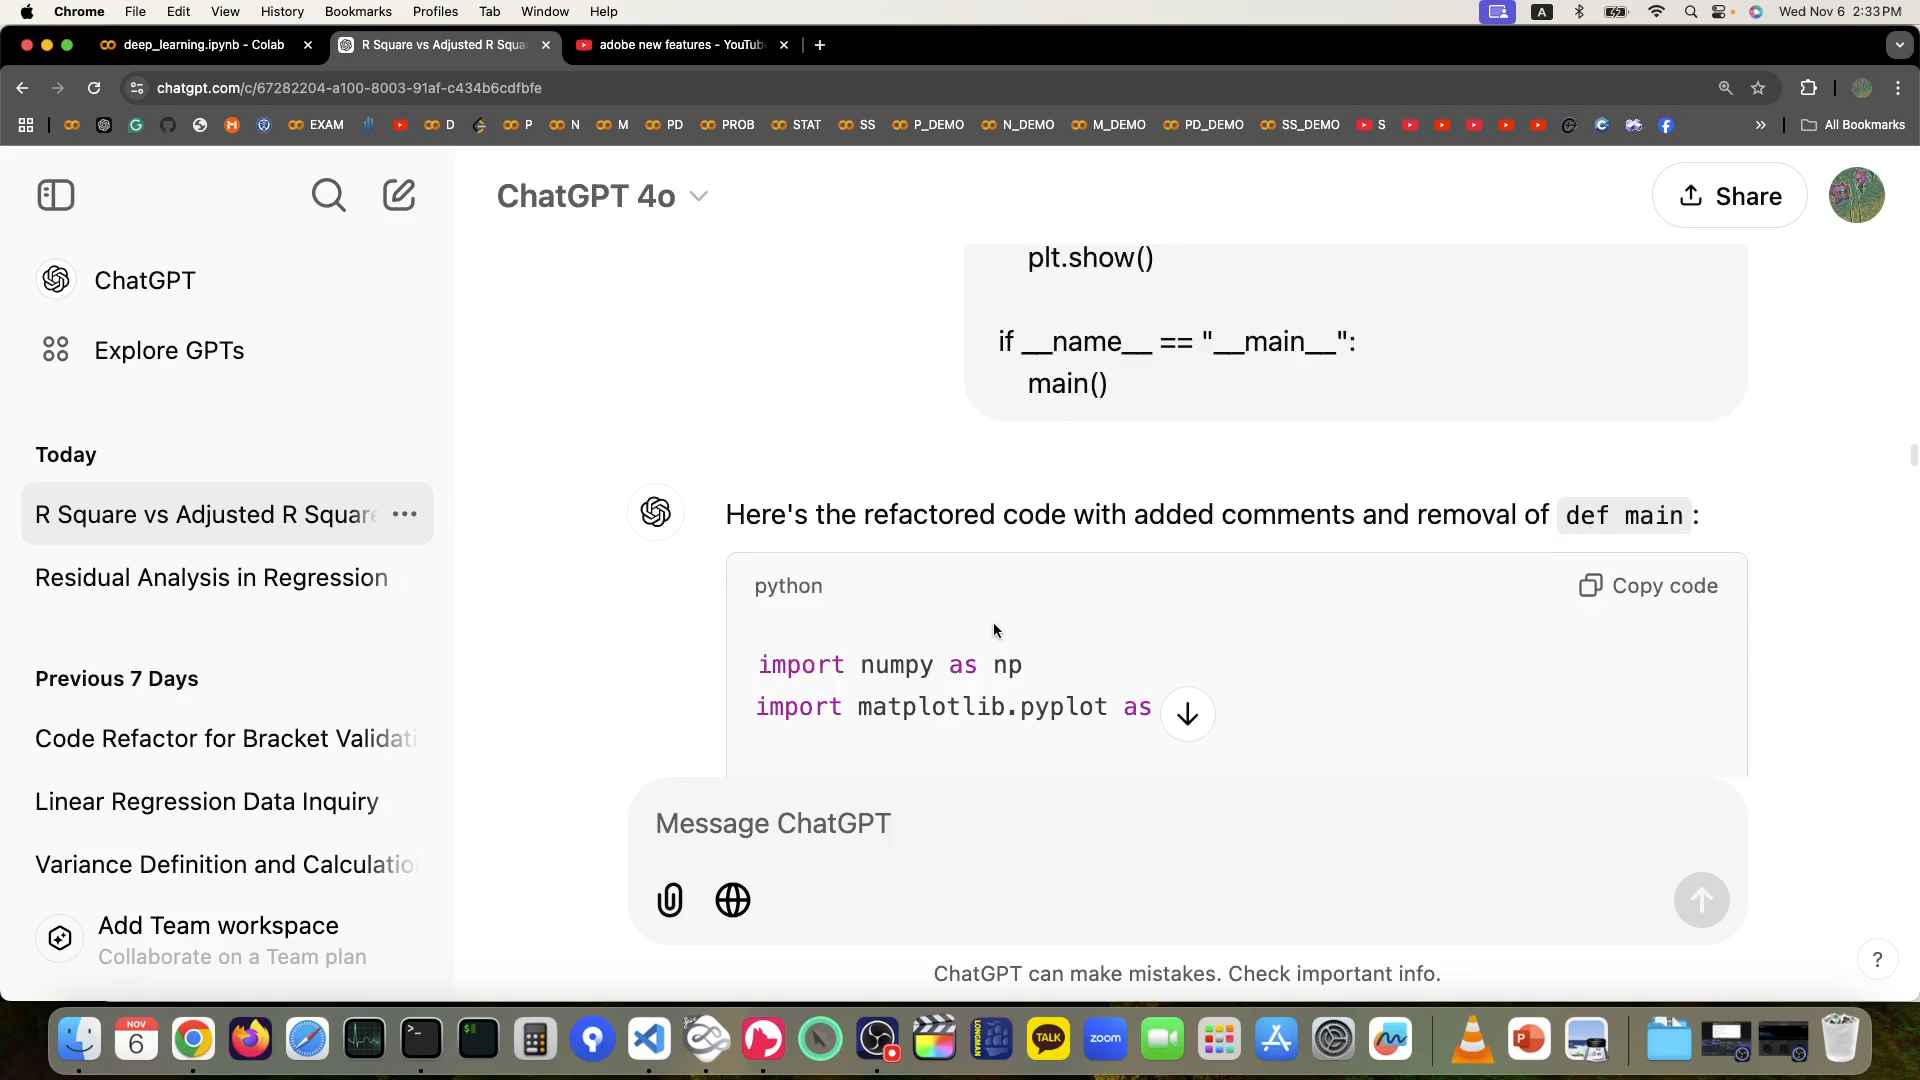 Chrome File Edit View History Bookmarks Profiles Tab Window Help A Wed Nov 6 2:33 PM
deep_learning.ipynb - Colab R Square vs Adjusted R Squa adobe new features - YouTub
chatgpt.com/c/67282204-a100-8003-91af-c434b6cdfbfe
EXAM D P N M PD PROB STAT SS P_DEMO N_DEMO M_DEMO PD_DEMO SS_DEMO S » All Bookmarks
ChatGPT 4o
Share
ChatGPT
Explore GPTs
Today
R Square vs Adjusted R Square
Residual Analysis in Regression
Previous 7 Days
Code Refactor for Bracket Validati
Linear Regression Data Inquiry
Variance Definition and Calculatio
Add Team workspace
Collaborate on a Team plan
plt.show()
if __name__ == "__main__":
main()
Here's the refactored code with added comments and removal of def main :
python
Copy code
import numpy as np
import matplotlib.pyplot as
Message ChatGPT
ChatGPT can make mistakes. Check important info.
?
NOV
6
LONGMAN
TALK
zoom